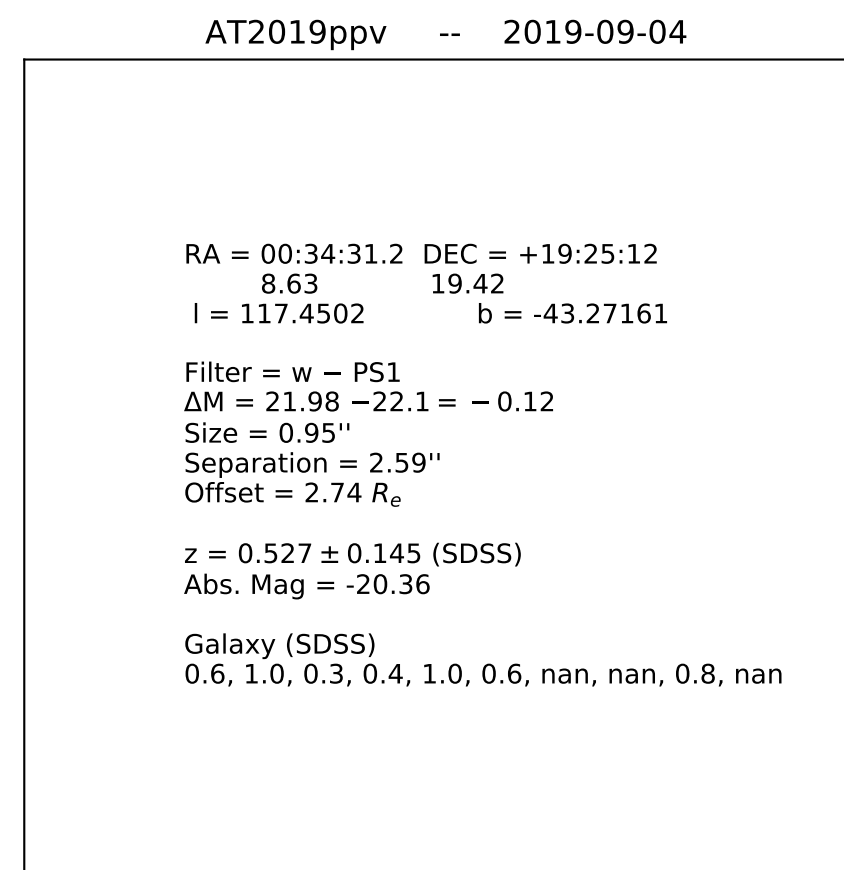 AT2019ppv -- 2019-09-04
RA = 00:34:31.2 DEC = +19:25:12
8.63 19.42
l = 117.4502 b = -43.27161
Filter = w − PS1
ΔM = 21.98 −22.1 = −0.12
Size = 0.95''
Separation = 2.59''
Offset = 2.74 Re
z = 0.527 ± 0.145 (SDSS)
Abs. Mag = -20.36
Galaxy (SDSS)
0.6, 1.0, 0.3, 0.4, 1.0, 0.6, nan, nan, 0.8, nan